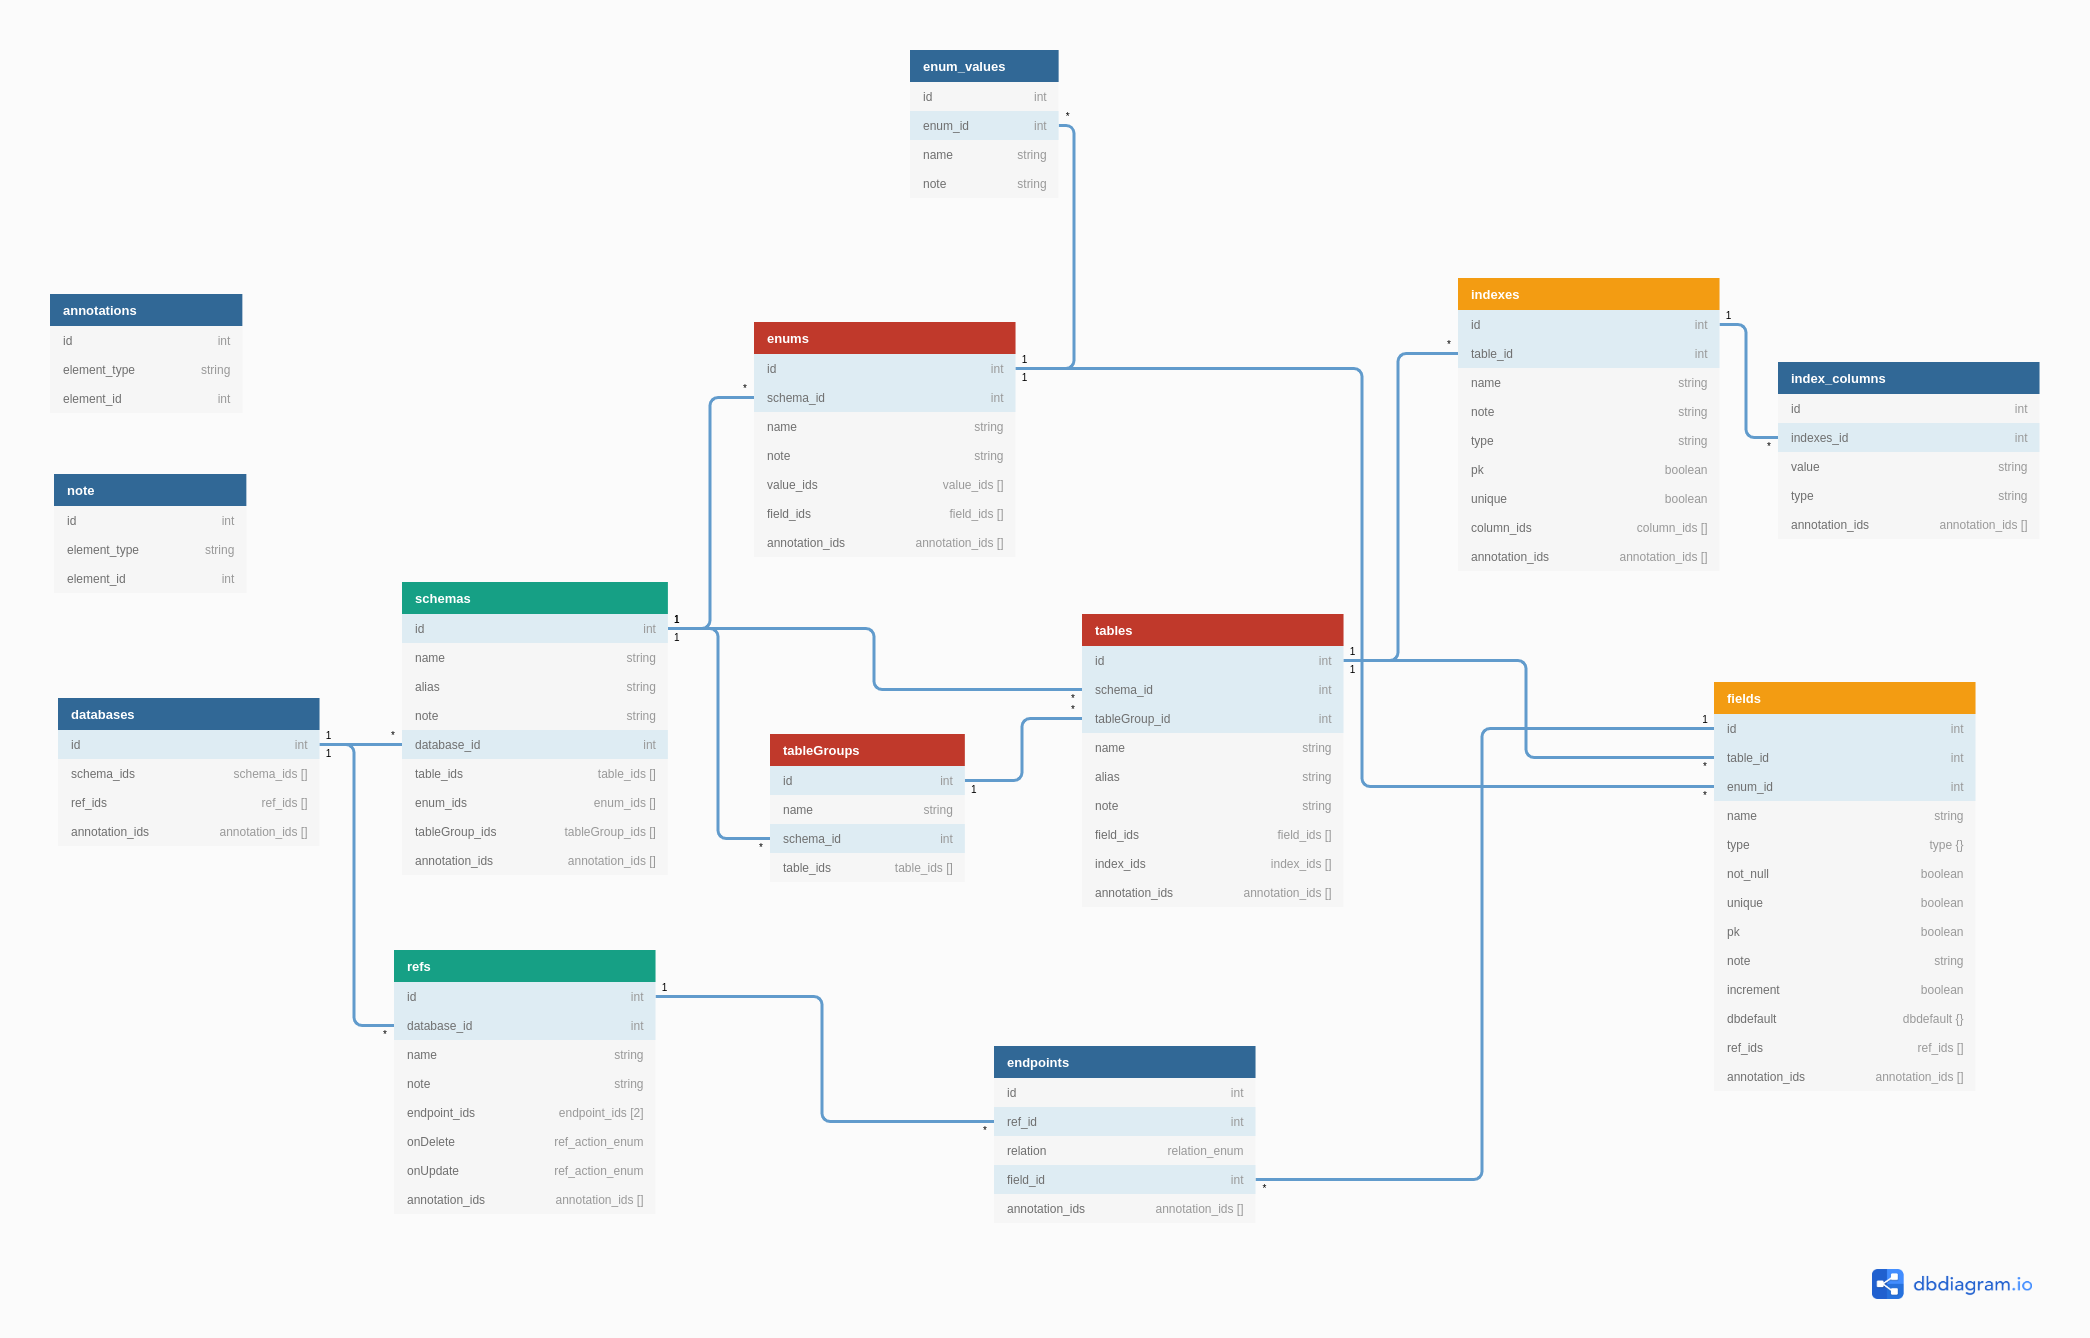 enum_values
id int
enum_id int
name string
note string
annotations
id int
element_type string
element_id int
note
id int
element_type string
element_id int
databases
id int
schema_ids schema_ids []
ref_ids ref_ids []
annotation_ids annotation_ids []
1
1
schemas
id int
name string
alias string
note string
database_id int
table_ids table_ids []
enum_ids enum_ids []
tableGroup_ids tableGroup_ids []
annotation_ids annotation_ids []
*
1
1
refs
id int
database_id int
name string
note string
endpoint_ids endpoint_ids [2]
onDelete ref_action_enum
onUpdate ref_action_enum
annotation_ids annotation_ids []
1
*
*
enums
id int
schema_id int
name string
note string
value_ids value_ids []
field_ids field_ids []
annotation_ids annotation_ids []
1
1
*
tableGroups
id int
name string
schema_id int
table_ids table_ids []
1
*
tables
id int
schema_id int
tableGroup_id int
name string
alias string
note string
field_ids field_ids []
index_ids index_ids []
annotation_ids annotation_ids []
1
1
*
*
endpoints
id int
ref_id int
relation relation_enum
field_id int
annotation_ids annotation_ids []
*
*
indexes
id int
table_id int
name string
note string
type string
pk boolean
unique boolean
column_ids column_ids []
annotation_ids annotation_ids []
1
*
index_columns
id int
indexes_id int
value string
type string
annotation_ids annotation_ids []
*
fields
id int
table_id int
enum_id int
name string
type type {}
not_null boolean
unique boolean
pk boolean
note string
increment boolean
dbdefault dbdefault {}
ref_ids ref_ids []
annotation_ids annotation_ids []
1
*
*
dbdiagram.io